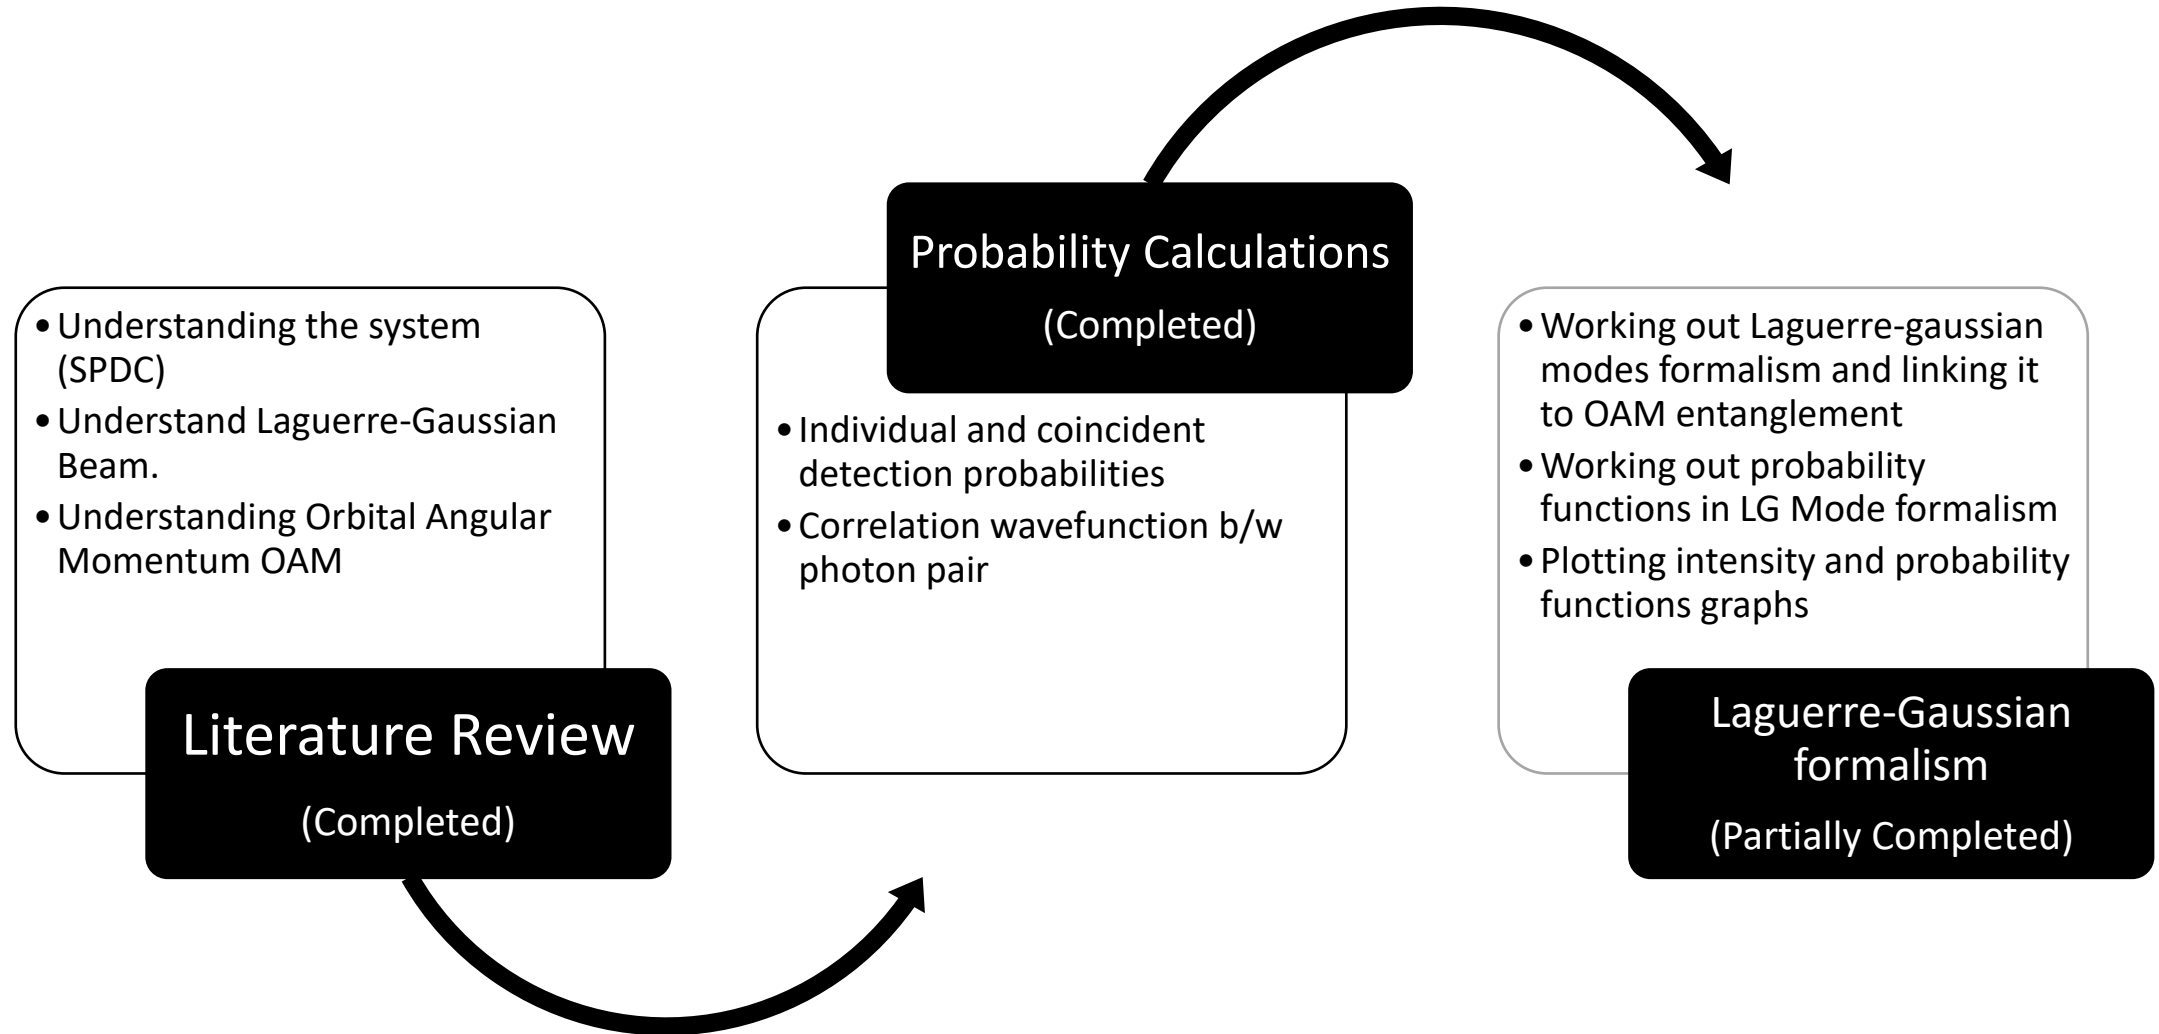 • Understanding the system
(SPDC)
• Understand Laguerre-Gaussian
Beam.
• Understanding Orbital Angular
Momentum OAM
Literature Review
(Completed)
Probability Calculations
(Completed)
• Individual and coincident
detection probabilities
• Correlation wavefunction b/w
photon pair
• Working out Laguerre-gaussian
modes formalism and linking it
to OAM entanglement
• Working out probability
functions in LG Mode formalism
• Plotting intensity and probability
functions graphs
Laguerre-Gaussian
formalism
(Partially Completed)